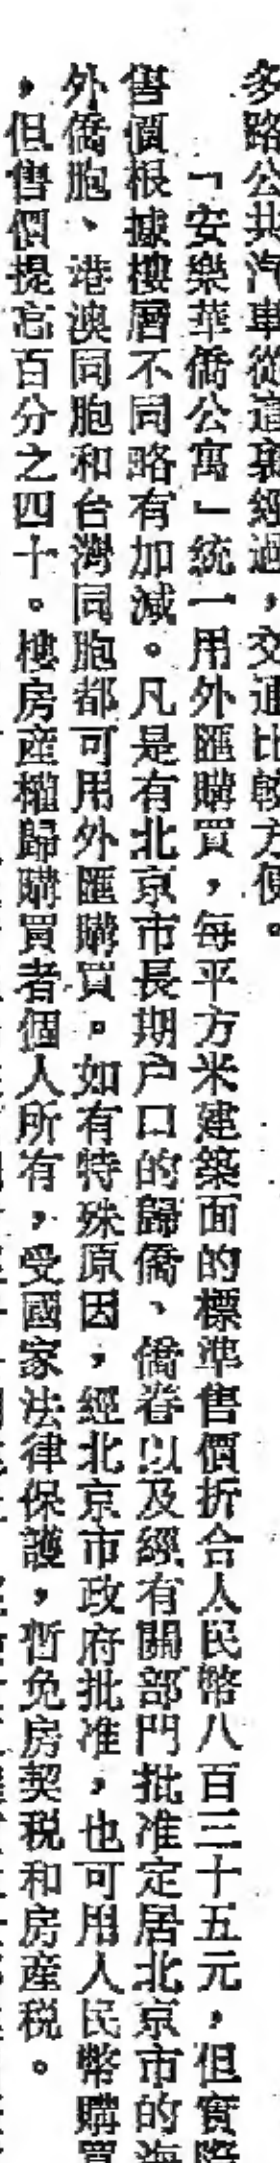 多路公共汽車從這裏經過，交通比較方便。
「安樂華僑公寓」統一用外匯購買，每平方米建築面的標準售價折合人民幣八百三十五元，但實際
售價根據樓層不同略有加減。凡是有北京市長期户口的歸僑、僑眷以及經有關部門批准定居北京市的海
外僑胞、港澳同胞和台灣同胞都可用外匯購買。如有特殊原因，經北京市政府批准，也可用人民幣購買
，但售價提高百分之四十。樓房産權歸購買者個人所有，受國家法律保護，暫免房契税和房産税。